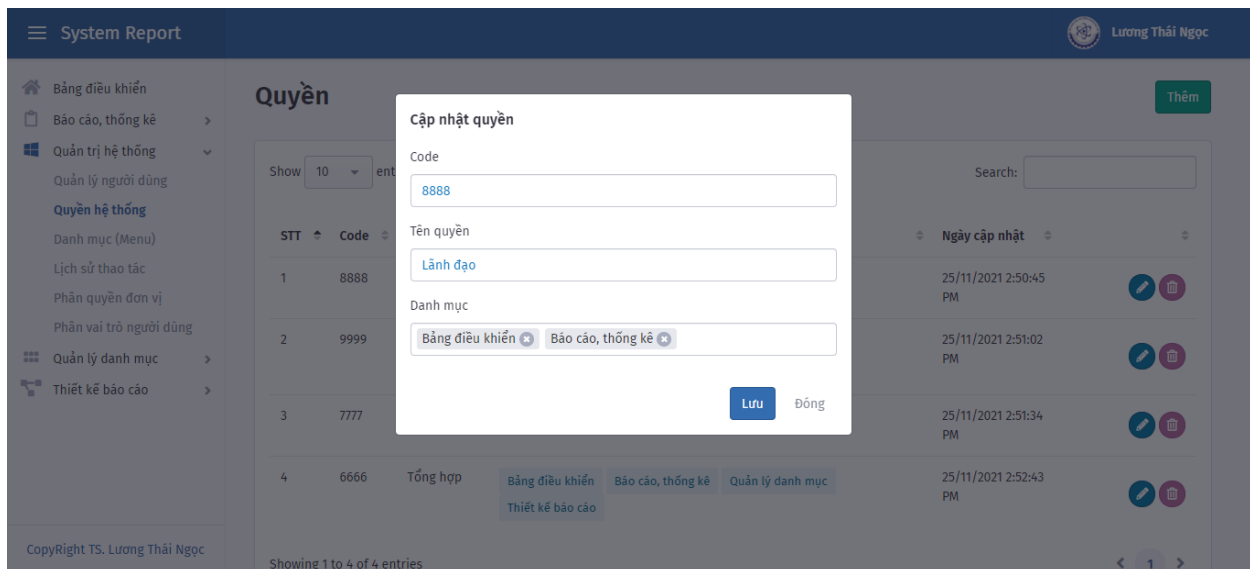 System Report
Lương Thái Ngọc
Bảng điều khiển
Báo cáo, thống kê
Quản trị hệ thống
Quản lý người dùng
Quyền hệ thống
Danh mục (Menu)
Lịch sử thao tác
Phân quyền đơn vị
Phân vai trò người dùng
Quản lý danh mục
Thiết kế báo cáo
CopyRight TS. Lương Thái Ngọc
Quyền
Thêm
Show 10 ent
Search:
STT Code Ngày cập nhật
1 8888 25/11/2021 2:50:45
PM
2 9999 25/11/2021 2:51:02
PM
3 7777 25/11/2021 2:51:34
PM
4 6666 Tổng hợp Bảng điều khiển Báo cáo, thống kê Quản lý danh mục 25/11/2021 2:52:43
Thiết kế báo cáo PM
Showing 1 to 4 of 4 entries
1
Cập nhật quyền
Code
8888
Tên quyền
Lãnh đạo
Danh mục
Bảng điều khiển Báo cáo, thống kê
Lưu Đóng